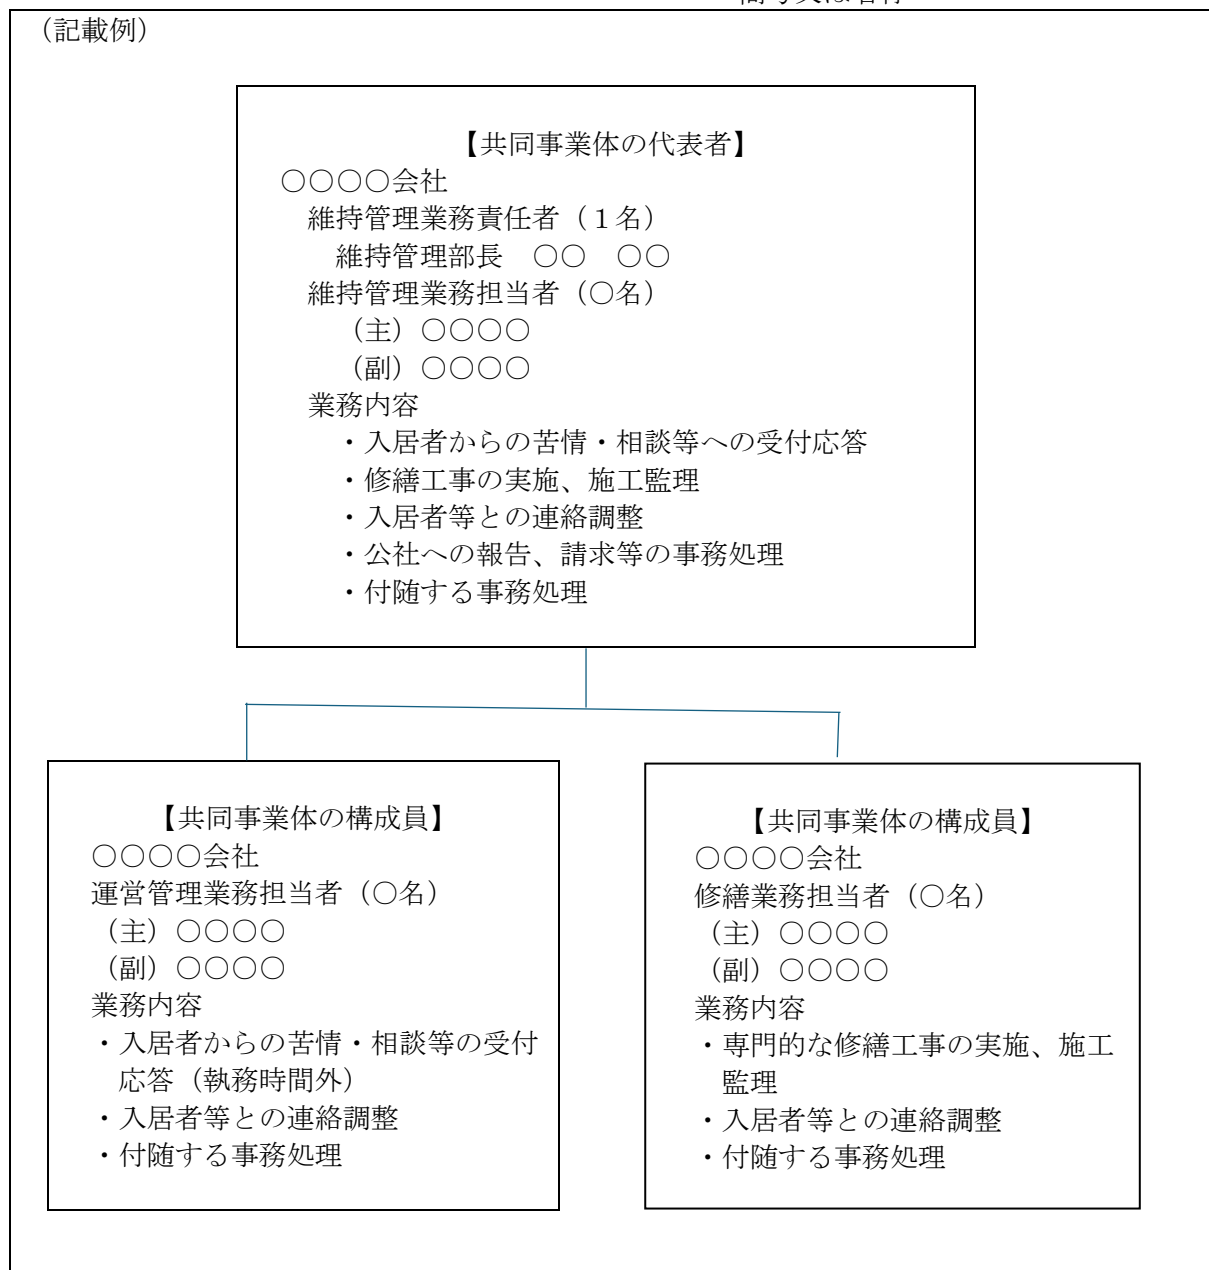 （記載例）
【共同事業体の代表者】
○○○○会社
維持管理業務責任者（１名）
維持管理部長　○○　○○
維持管理業務担当者（○名）
（主）○○○○
（副）○○○○
業務内容
・入居者からの苦情・相談等への受付応答
・修繕工事の実施、施工監理
・入居者等との連絡調整
・公社への報告、請求等の事務処理
・付随する事務処理
【共同事業体の構成員】
○○○○会社
運営管理業務担当者（○名）
（主）○○○○
（副）○○○○
業務内容
・入居者からの苦情・相談等の受付
応答（執務時間外）
・入居者等との連絡調整
・付随する事務処理
【共同事業体の構成員】
○○○○会社
修繕業務担当者（○名）
（主）○○○○
（副）○○○○
業務内容
・専門的な修繕工事の実施、施工
監理
・入居者等との連絡調整
・付随する事務処理